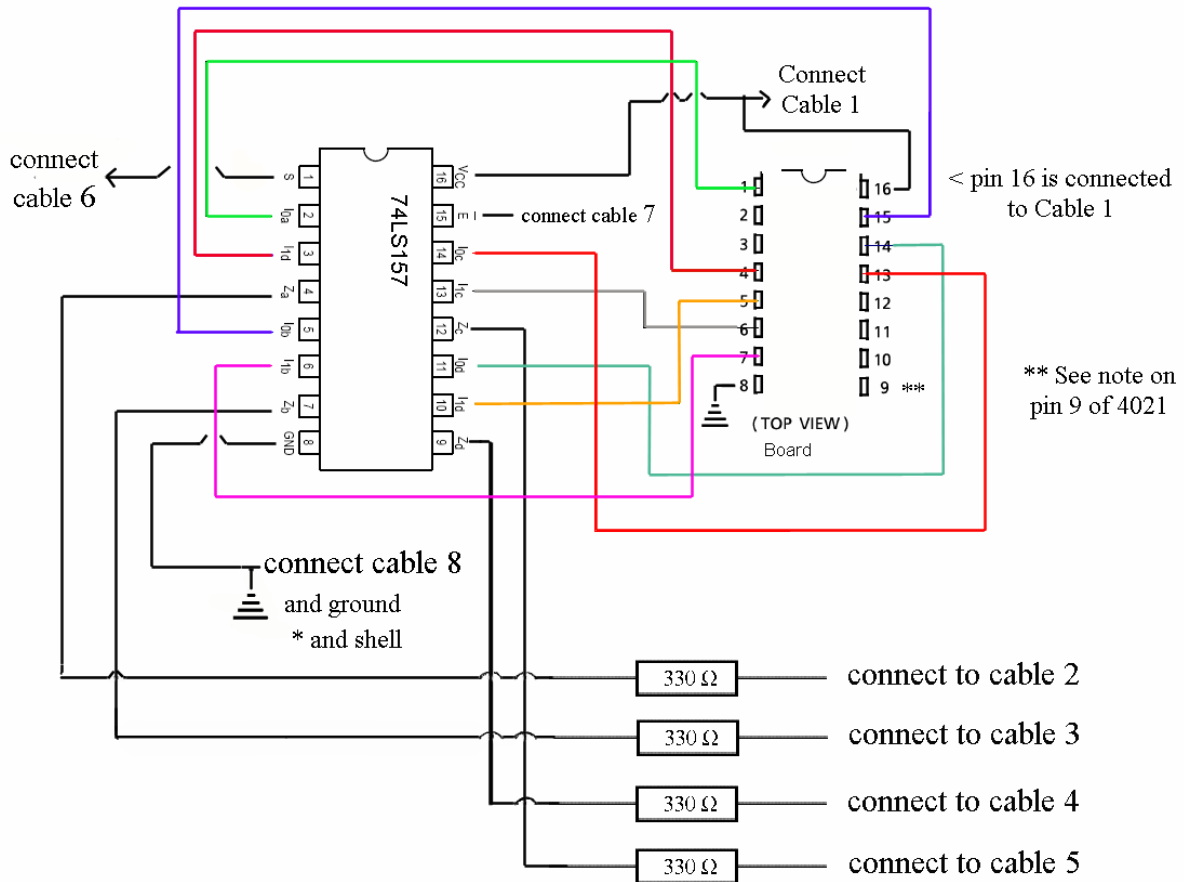 Connect
Cable 1
connect
cable 6
S 1
I0a 2
I1d 3
Za 4
I0b 5
I1b 6
Zb 7
GND 8
74LS157
16 VCC
15 E
14 I0c
13 I1c
12 Zc
11 I0d
10 I1d
9 Zd
connect cable 7
1
2
3
4
5
6
7
8
16
15
14
13
12
11
10
9 **
(TOP VIEW)
Board
< pin 16 is connected
to Cable 1
** See note on
pin 9 of 4021
connect cable 8
and ground
* and shell
330 Ω connect to cable 2
330 Ω connect to cable 3
330 Ω connect to cable 4
330 Ω connect to cable 5